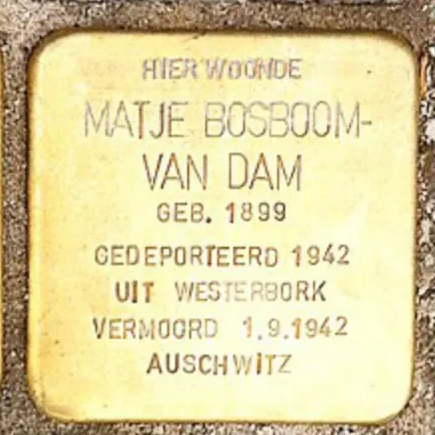 HIER WOONDE
MATJE BOSBOOM-
VAN DAM
GEB. 1899
GEDEPORTEERD 1942
UIT WESTERBORK
VERMOORD 1.9.1942
AUSCHWITZ